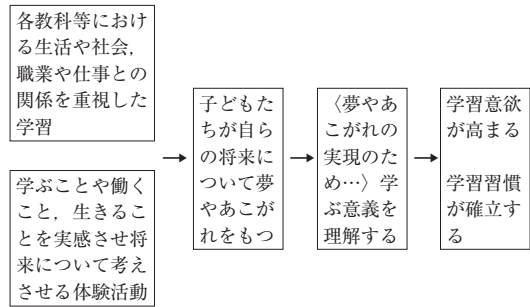 各教科等におけ
る生活や社会,
職業や仕事との
関係を重視した
学習
学ぶことや働く
こと，生きるこ
とを実感させ将
来について考え
させる体験活動
子どもた
ちが自ら
の将来に
ついて夢
やあこが
れをもつ
〈夢やあ
こがれの
実現のた
め…〉学
ぶ意義を
理解する
学習意欲
が高まる
学習習慣
が確立す
る